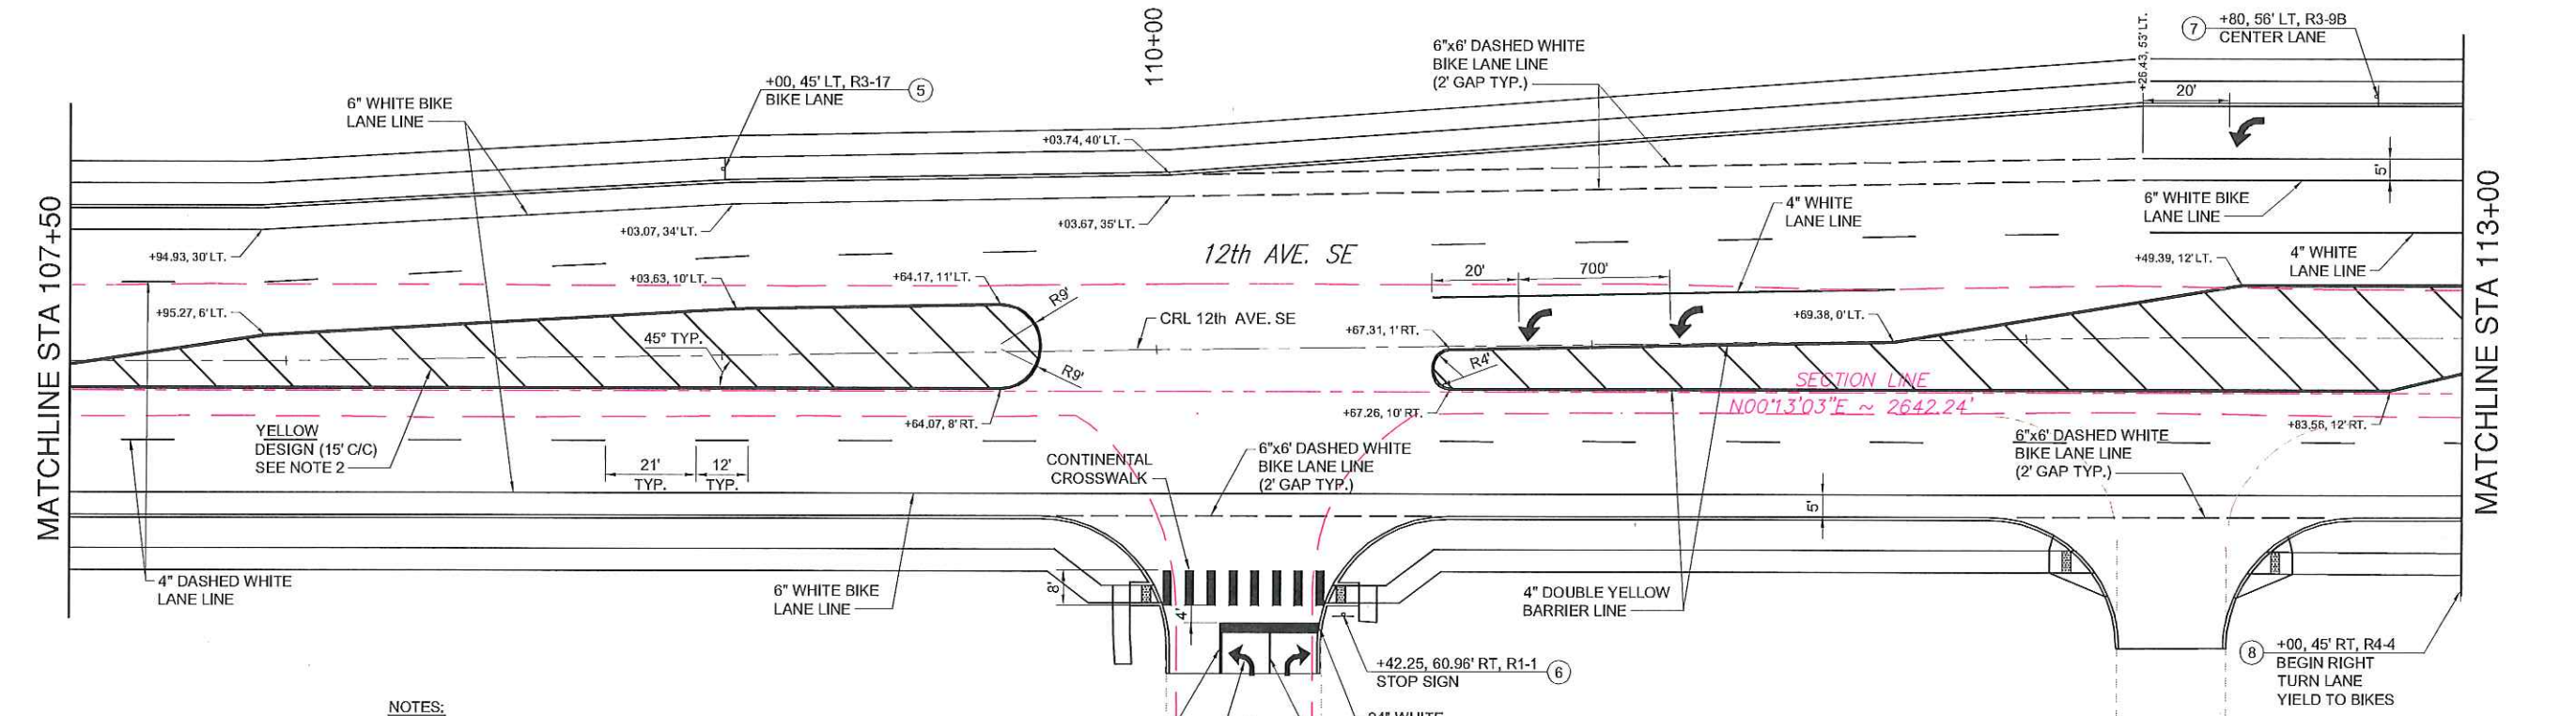 110+00
+00, 45' LT, R3-17
BIKE LANE
5
6" WHITE BIKE
LANE LINE
6"x6' DASHED WHITE
BIKE LANE LINE
(2' GAP TYP.)
+26.43, 53' LT.
7
+80, 56' LT, R3-9B
CENTER LANE
20'
+03.74, 40' LT.
5'
6" WHITE BIKE
LANE LINE
4" WHITE
LANE LINE
MATCHLINE STA 107+50
+94.93, 30' LT.
+03.07, 34' LT.
+03.67, 35' LT.
12th AVE. SE
4" WHITE
LANE LINE
+49.39, 12' LT.
MATCHLINE STA 113+00
+03.63, 10' LT.
+64.17, 11' LT.
20'
700'
+95.27, 6' LT.
R9'
CRL 12th AVE. SE
+67.31, 1' RT.
+69.38, 0' LT.
45° TYP.
R9'
R4'
SECTION LINE
N00°13'03"E ~ 2642.24'
+64.07, 8' RT.
+67.26, 10' RT.
+83.56, 12' RT.
YELLOW
DESIGN (15' C/C)
SEE NOTE 2
21'
TYP.
12'
TYP.
CONTINENTAL
CROSSWALK
6"x6' DASHED WHITE
BIKE LANE LINE
(2' GAP TYP.)
6"x6' DASHED WHITE
BIKE LANE LINE
(2' GAP TYP.)
5'
4" DASHED WHITE
LANE LINE
6" WHITE BIKE
LANE LINE
8'
4'
4" DOUBLE YELLOW
BARRIER LINE
+42.25, 60.96' RT, R1-1
STOP SIGN
6
8
+00, 45' RT, R4-4
BEGIN RIGHT
TURN LANE
YIELD TO BIKES
NOTES:
24" WHITE